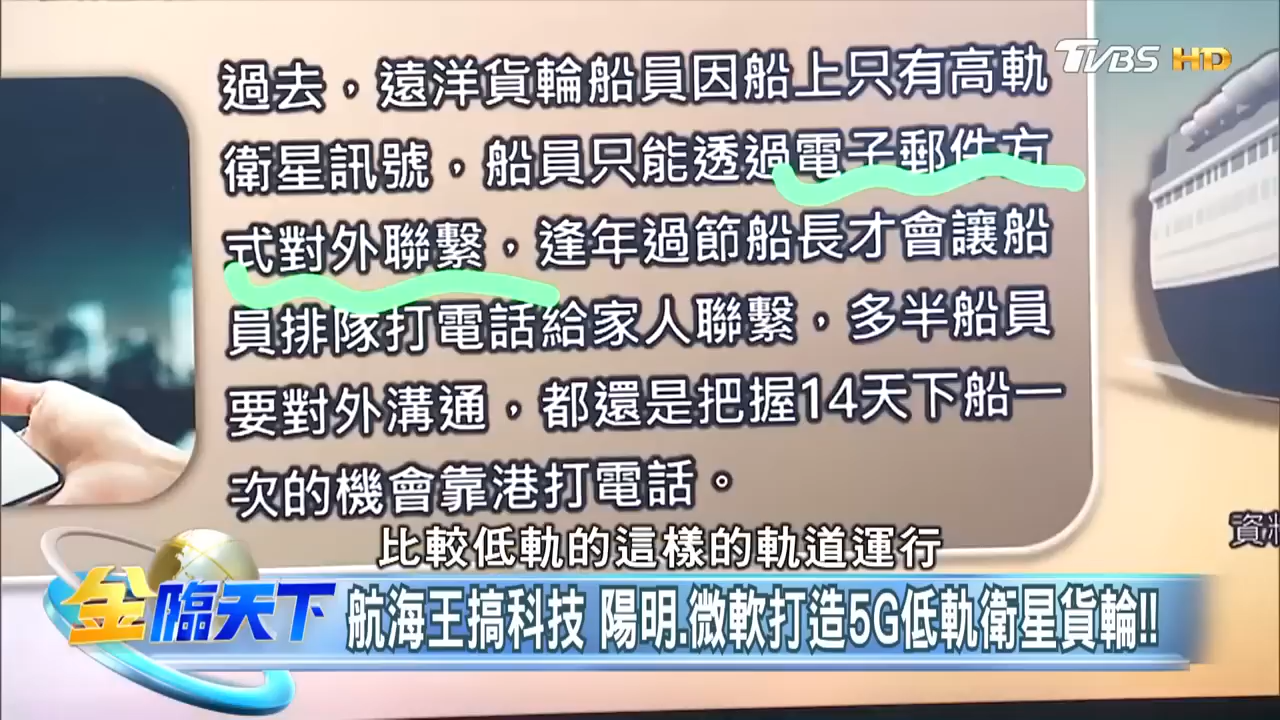 TVBS HD
過去，遠洋貨輪船員因船上只有高軌
衛星訊號，船員只能透過電子郵件方
式對外聯繫，逢年過節船長才會讓船
員排隊打電話給家人聯繫，多半船員
要對外溝通，都還是把握14天下船一
次的機會靠港打電話。
資料
比較低軌的這樣的軌道運行
金臨天下
航海王搞科技 陽明.微軟打造5G低軌衛星貨輪!!